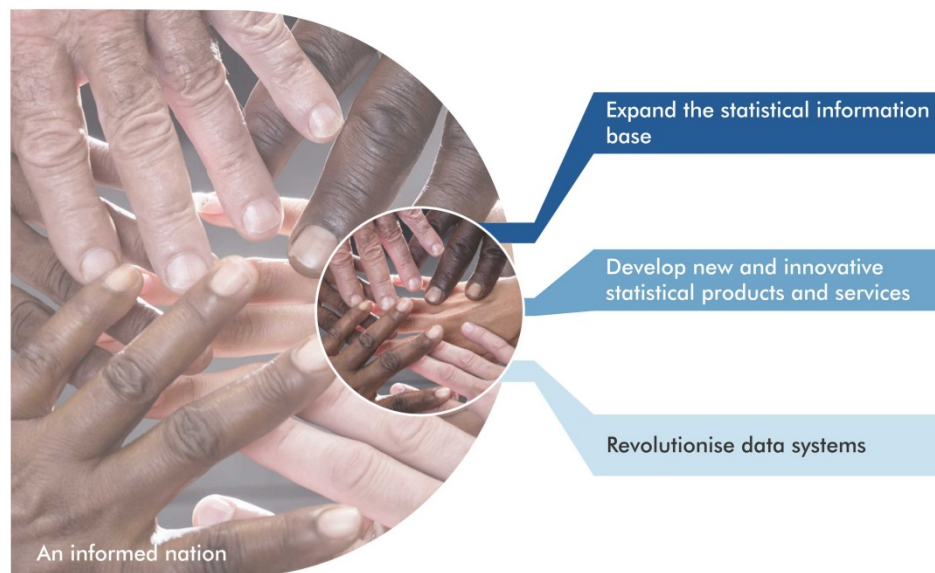 Expand the statistical information
base
Develop new and innovative
statistical products and services
Revolutionise data systems
An informed nation